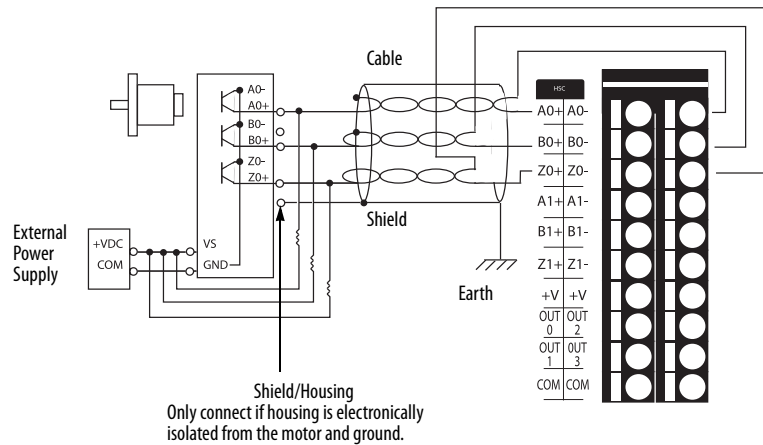 Cable
HSC
A0-
A0+
B0-
B0+
Z0-
Z0+
A0+ A0-
B0+ B0-
Z0+ Z0-
A1+ A1-
B1+ B1-
Z1+ Z1-
+V +V
OUT OUT
0 2
OUT 0UT
1 3
COM COM
Shield
External
Power
Supply
+VDC
COM
VS
GND
Earth
Shield/Housing
Only connect if housing is electronically
isolated from the motor and ground.